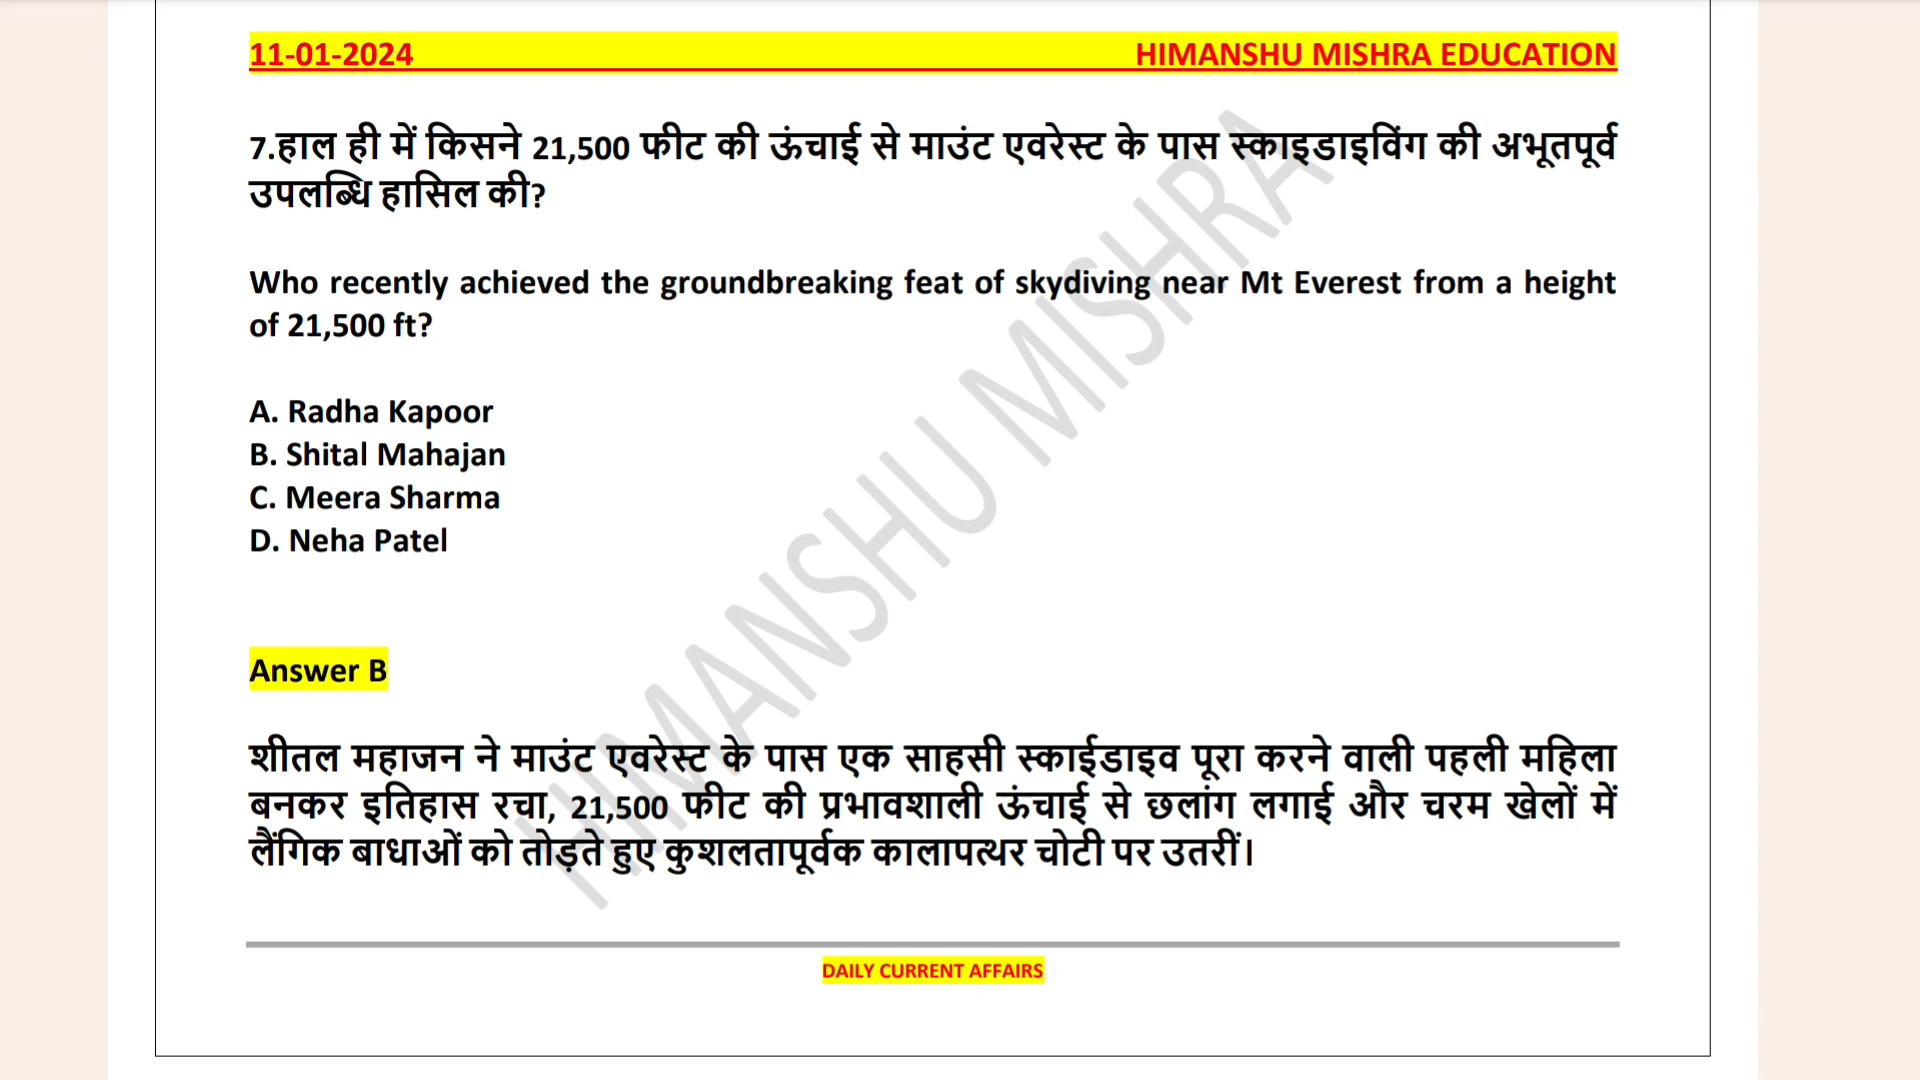 11-01-2024 HIMANSHU MISHRA EDUCATION
7.हाल ही में किसने 21,500 फीट की ऊंचाई से माउंट एवरेस्ट के पास स्काइडाइविंग की अभूतपूर्व
उपलब्धि हासिल की?
Who recently achieved the groundbreaking feat of skydiving near Mt Everest from a height
of 21,500 ft?
A. Radha Kapoor
B. Shital Mahajan
C. Meera Sharma
D. Neha Patel
Answer B
शीतल महाजन ने माउंट एवरेस्ट के पास एक साहसी स्काईडाइव पूरा करने वाली पहली महिला
बनकर इतिहास रचा, 21,500 फीट की प्रभावशाली ऊंचाई से छलांग लगाई और चरम खेलों में
लैंगिक बाधाओं को तोड़ते हुए कुशलतापूर्वक कालापत्थर चोटी पर उतरीं।
DAILY CURRENT AFFAIRS
HIMANSHU MISHRA